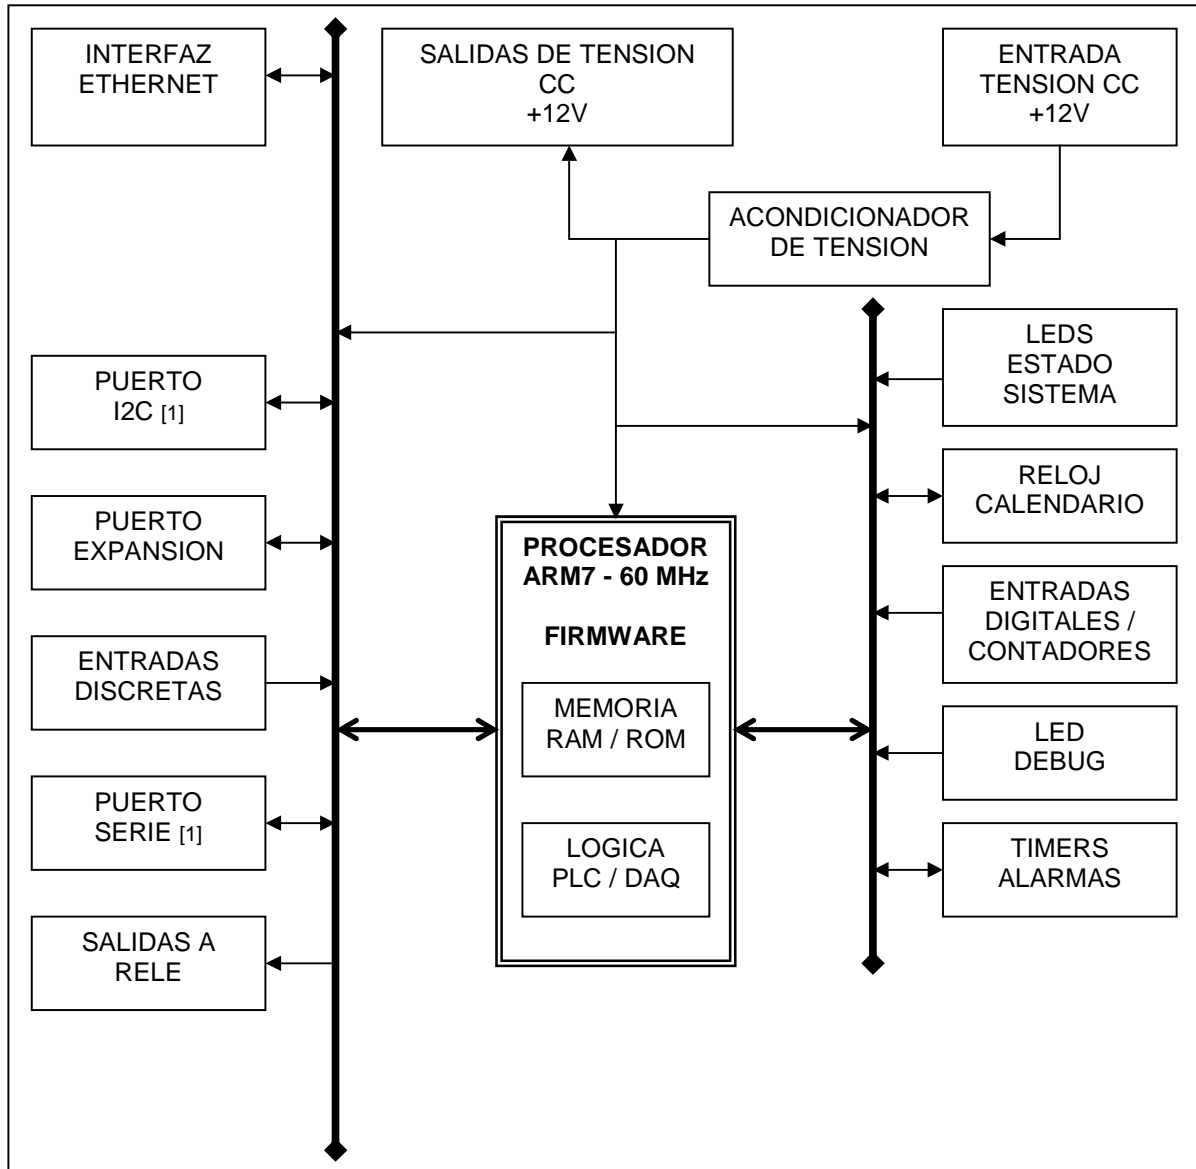 INTERFAZ
ETHERNET
SALIDAS DE TENSION
CC
+12V
ENTRADA
TENSION CC
+12V
ACONDICIONADOR
DE TENSION
PUERTO
I2C [1]
PUERTO
EXPANSION
ENTRADAS
DISCRETAS
PUERTO
SERIE [1]
SALIDAS A
RELE
PROCESADOR
ARM7 - 60 MHz
FIRMWARE
MEMORIA
RAM / ROM
LOGICA
PLC / DAQ
LEDS
ESTADO
SISTEMA
RELOJ
CALENDARIO
ENTRADAS
DIGITALES /
CONTADORES
LED
DEBUG
TIMERS
ALARMAS